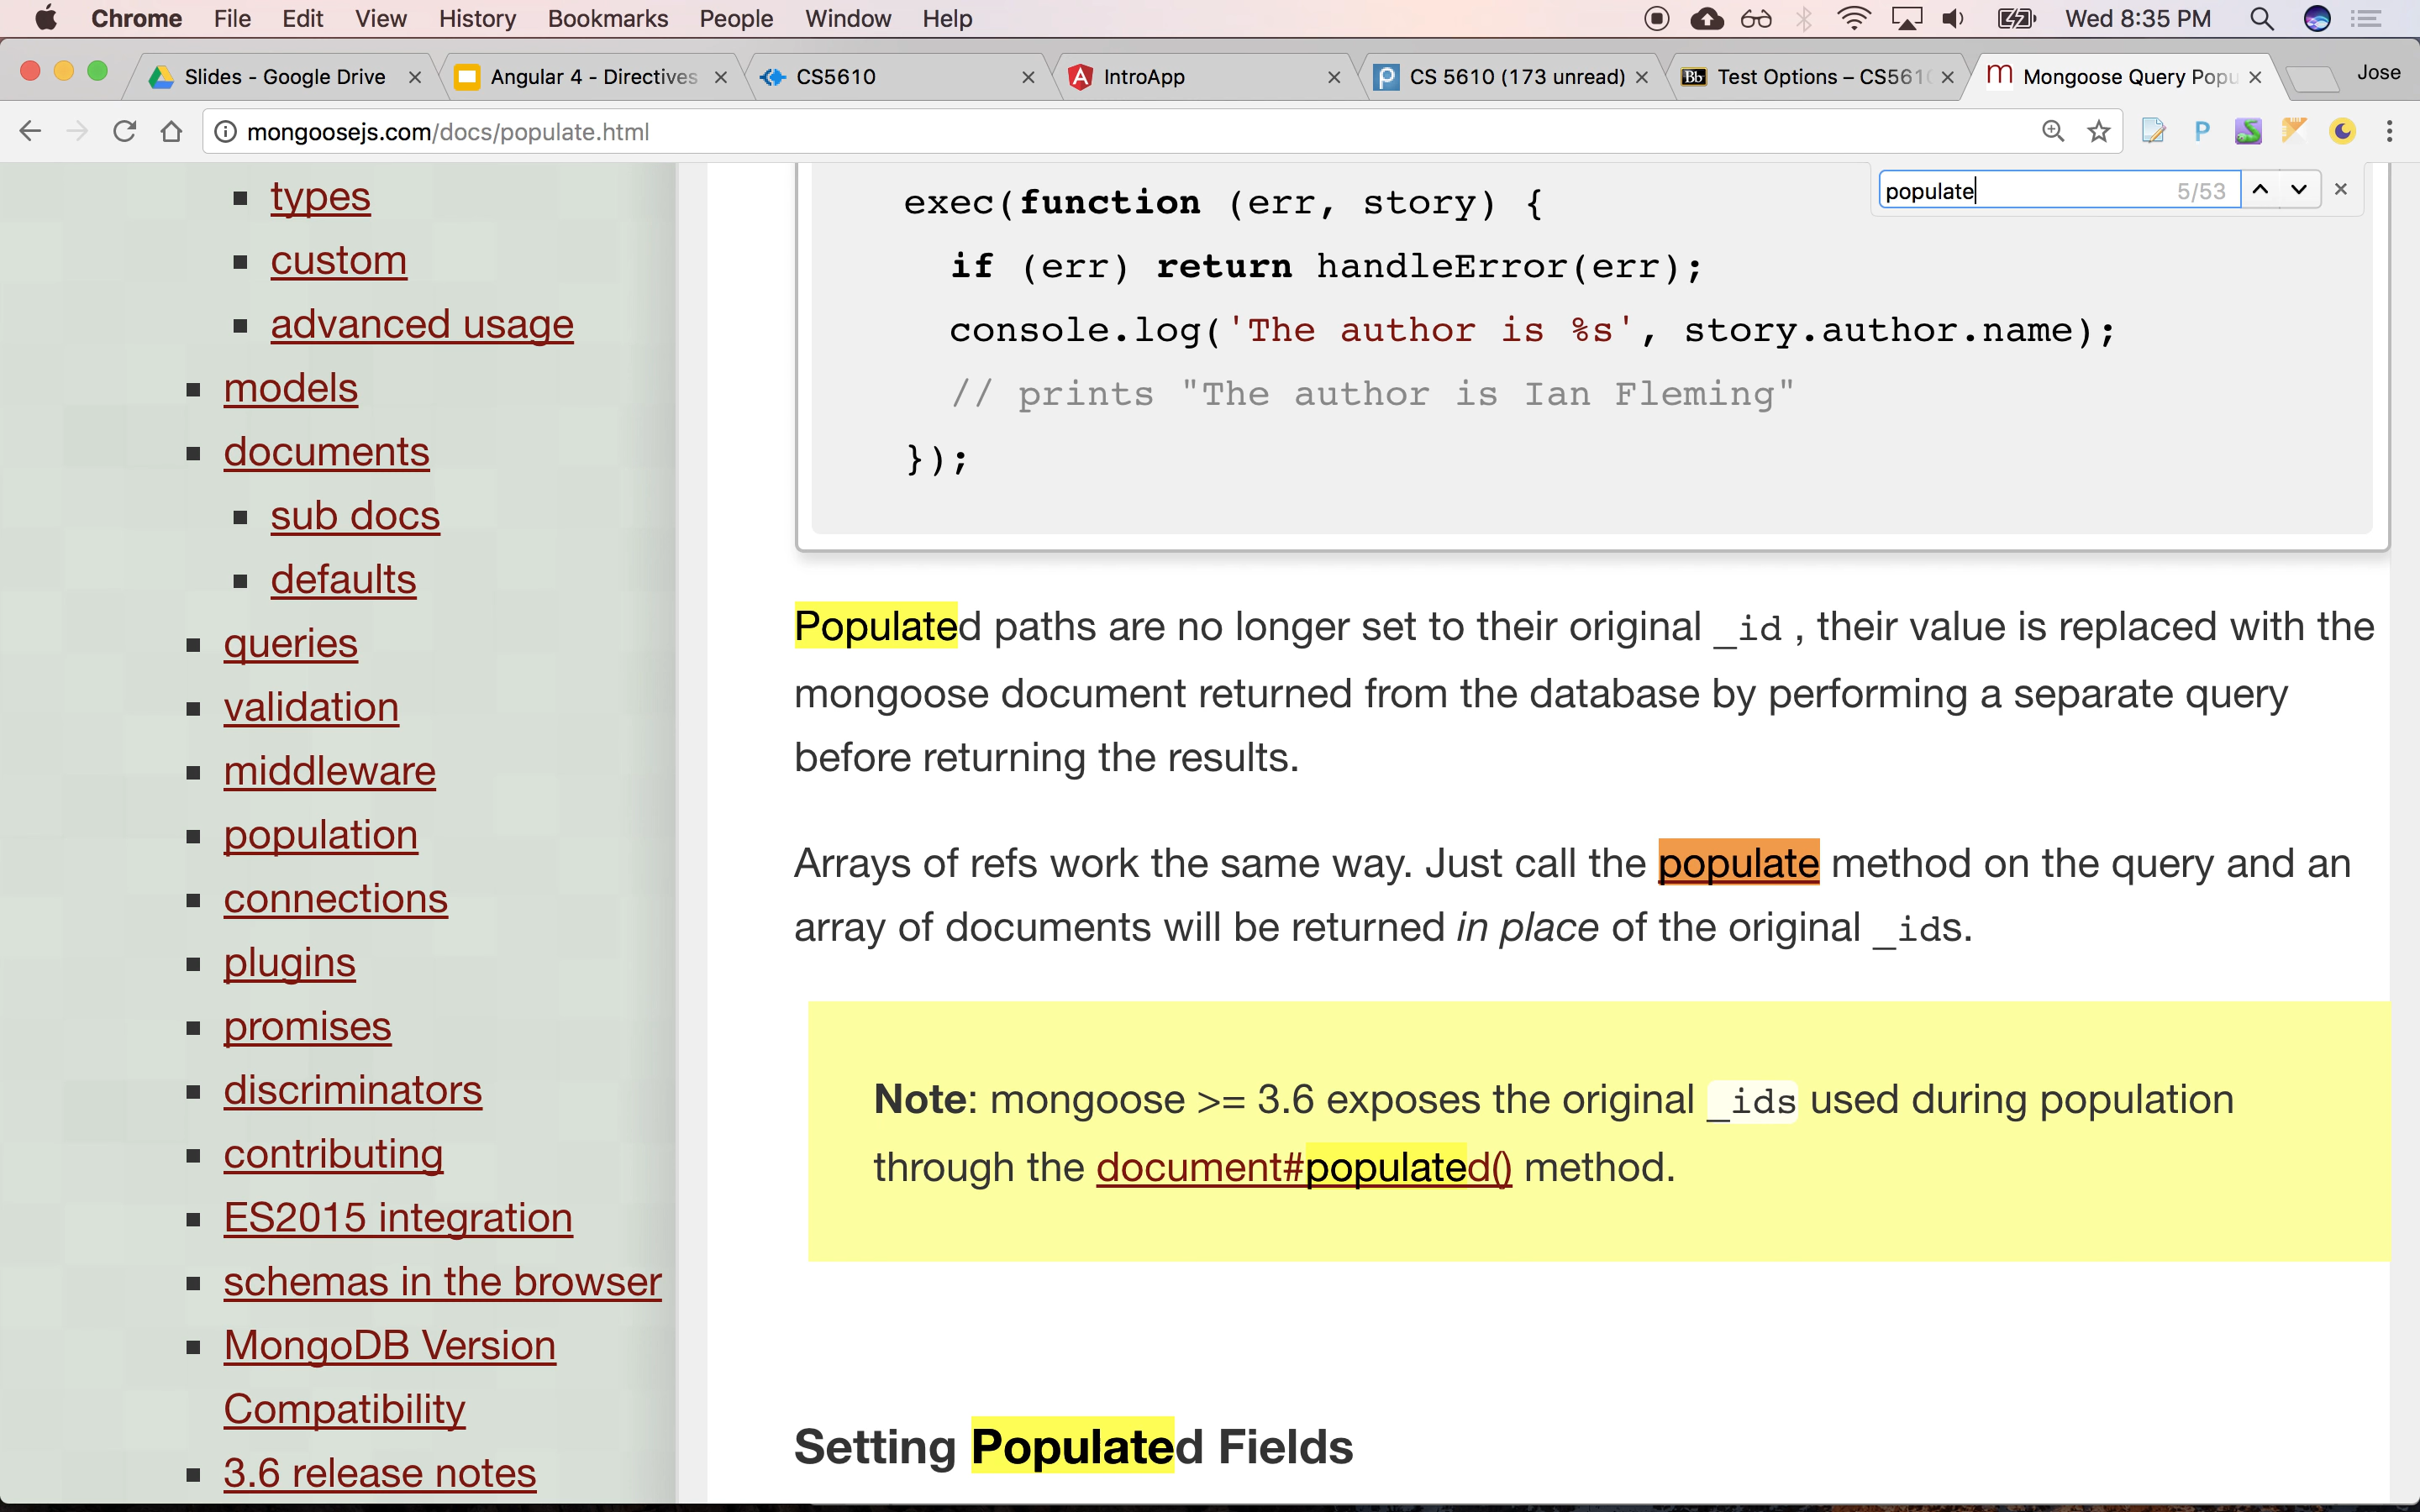 Chrome File Edit View History Bookmarks People Window Help Wed 8:35 PM
Slides - Google Drive Angular 4 - Directives CS5610 IntroApp CS 5610 (173 unread) Test Options – CS5610 Mongoose Query Popu Jose
mongoosejs.com/docs/populate.html
populate 5/53
types
custom
advanced usage
models
documents
sub docs
defaults
queries
validation
middleware
population
connections
plugins
promises
discriminators
contributing
ES2015 integration
schemas in the browser
MongoDB Version
Compatibility
3.6 release notes
exec(function (err, story) {
if (err) return handleError(err);
console.log('The author is %s', story.author.name);
// prints "The author is Ian Fleming"
});
Populated paths are no longer set to their original _id , their value is replaced with the
mongoose document returned from the database by performing a separate query
before returning the results.
Arrays of refs work the same way. Just call the populate method on the query and an
array of documents will be returned in place of the original _ids.
Note: mongoose >= 3.6 exposes the original _ids used during population
through the document#populated() method.
Setting Populated Fields